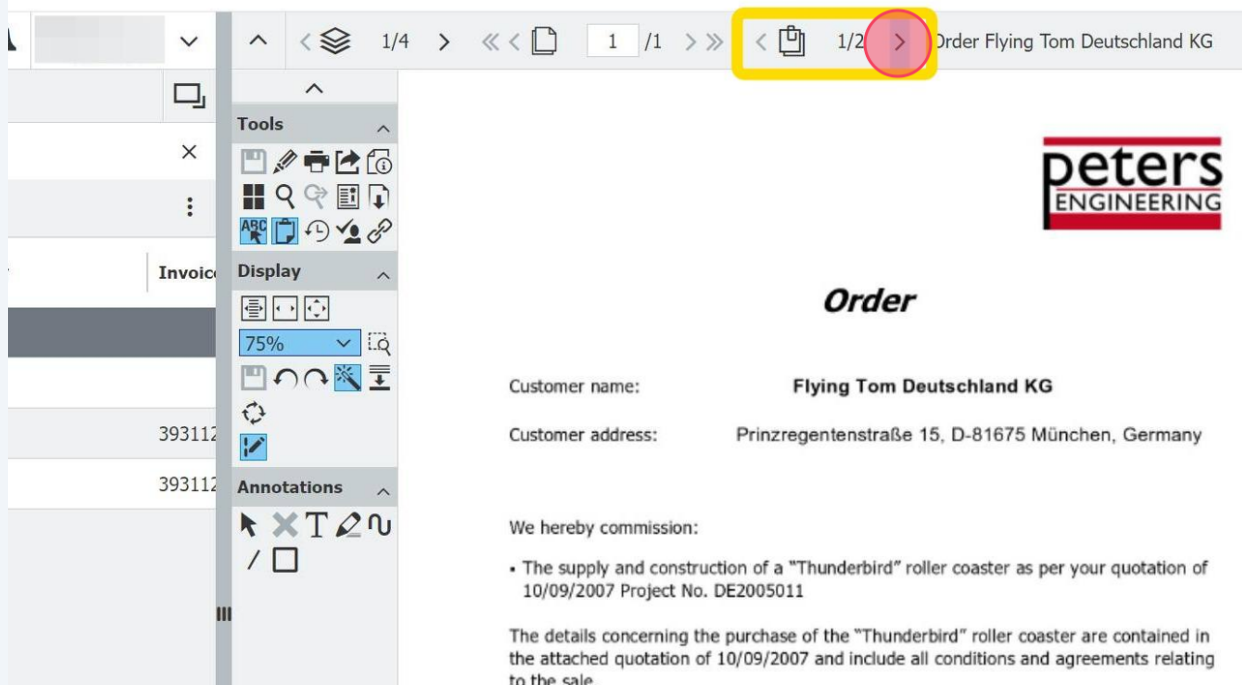 1/4
1 /1
1/2
Order Flying Tom Deutschland KG
Tools
ABC
Invoic
Display
75%
393112
393112
Annotations
T
peters
ENGINEERING
Order
Customer name: Flying Tom Deutschland KG
Customer address: Prinzregentenstraße 15, D-81675 München, Germany
We hereby commission:
• The supply and construction of a “Thunderbird” roller coaster as per your quotation of
10/09/2007 Project No. DE2005011
The details concerning the purchase of the “Thunderbird” roller coaster are contained in
the attached quotation of 10/09/2007 and include all conditions and agreements relating
to the sale.